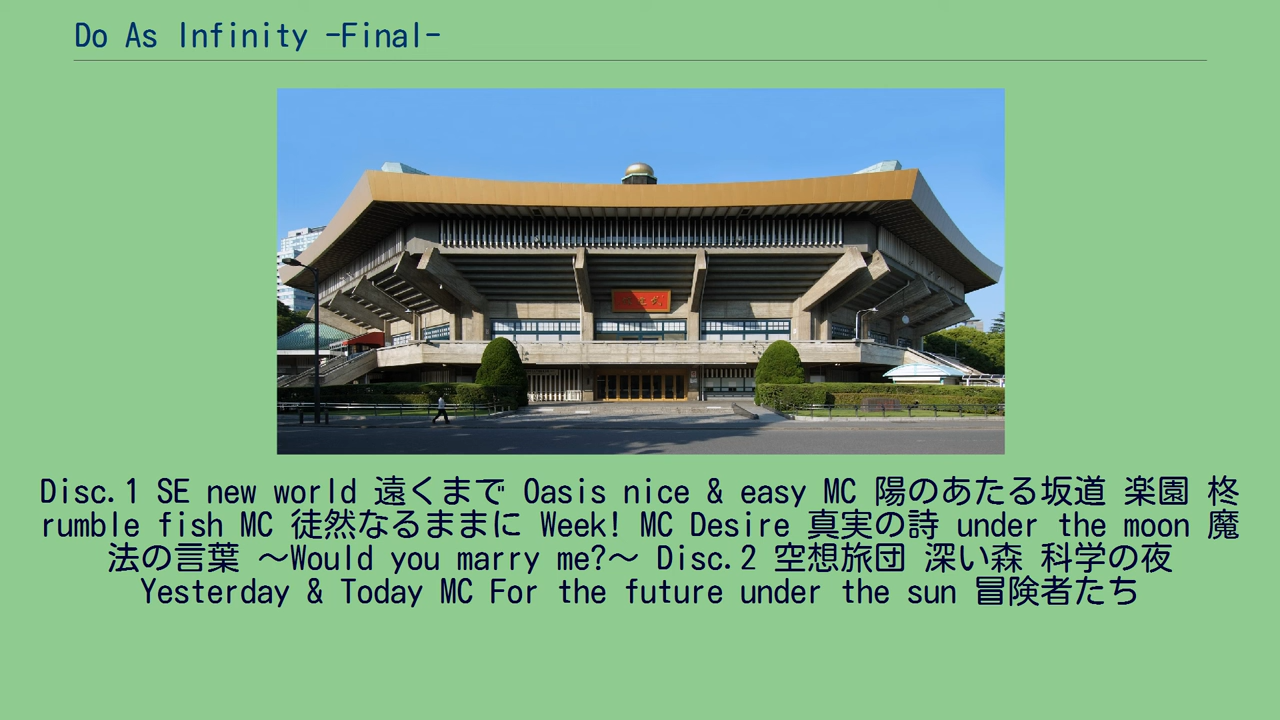 Do As Infinity -Final-
Disc.1 SE new world 遠くまで Oasis nice & easy MC 陽のあたる坂道 楽園 柊
rumble fish MC 徒然なるままに Week! MC Desire 真実の詩 under the moon 魔
法の言葉 ～Would you marry me?～ Disc.2 空想旅団 深い森 科学の夜
Yesterday & Today MC For the future under the sun 冒険者たち